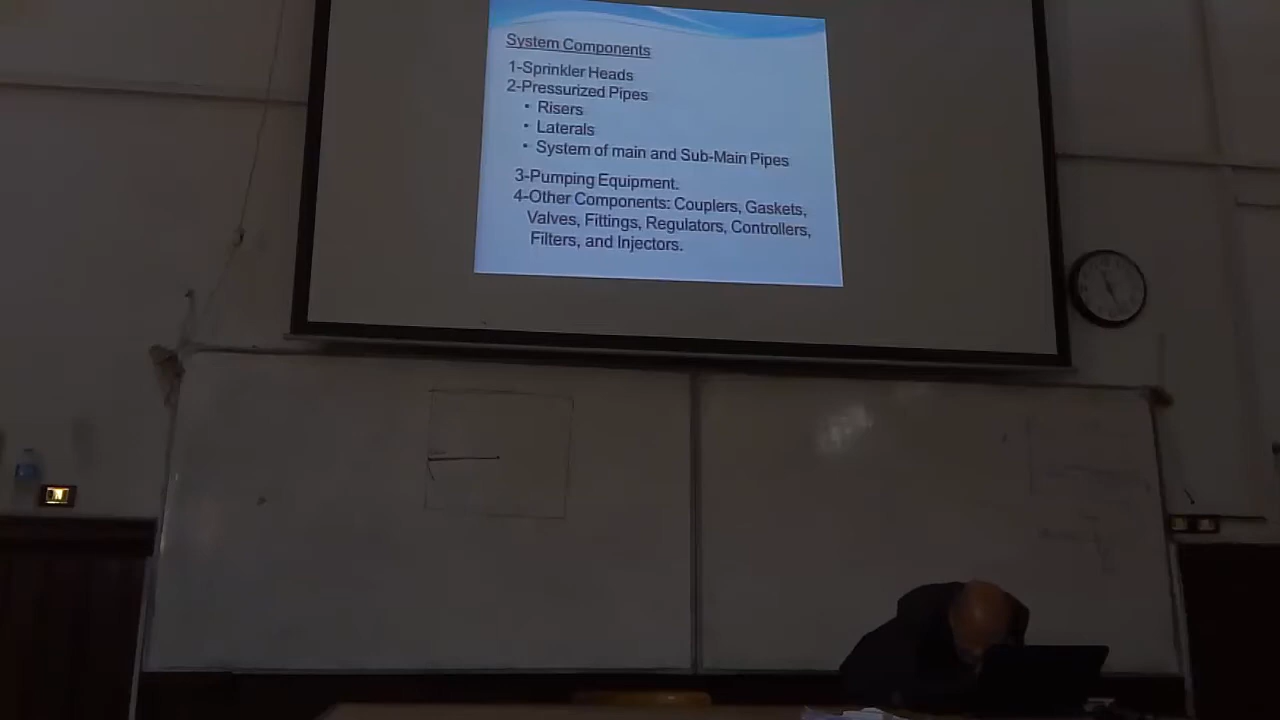 System Components
1-Sprinkler Heads
2-Pressurized Pipes
• Risers
• Laterals
• System of main and Sub-Main Pipes
3-Pumping Equipment.
4-Other Components: Couplers, Gaskets,
Valves, Fittings, Regulators, Controllers,
Filters, and Injectors.